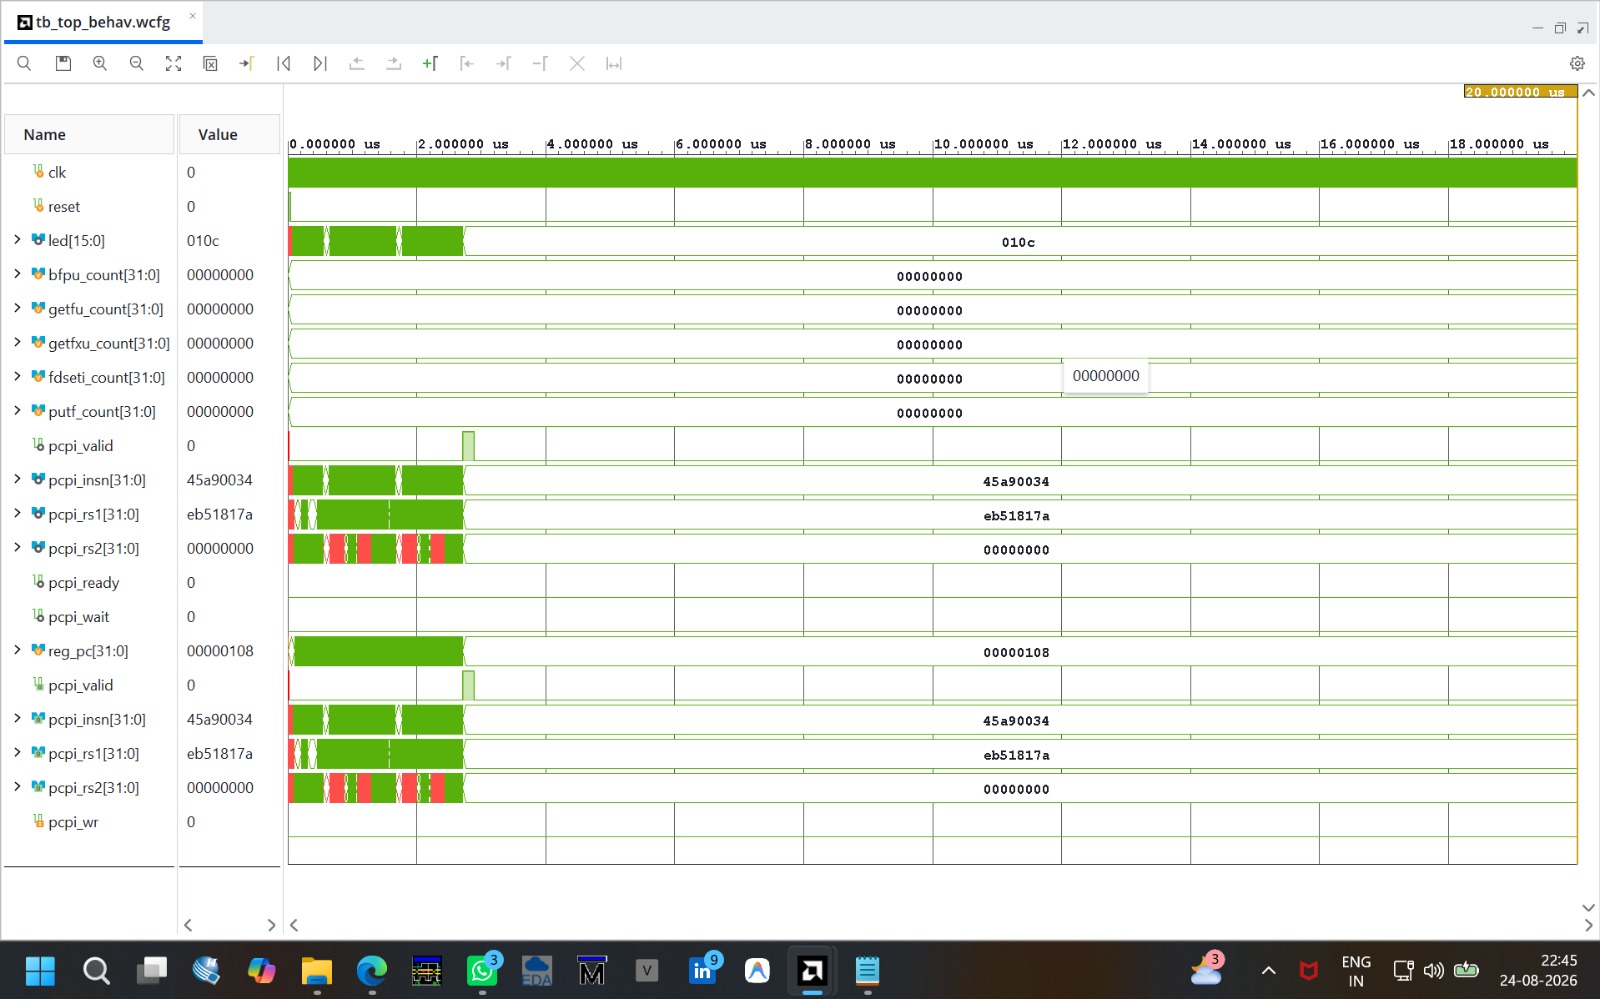 tb_top_behav.wcfg
20.000000 us
Name Value
0.000000 us 2.000000 us 4.000000 us 6.000000 us 8.000000 us 10.000000 us 12.000000 us 14.000000 us 16.000000 us 18.000000 us
clk 0
reset 0
led[15:0] 010c 010c
bfpu_count[31:0] 00000000 00000000
getfu_count[31:0] 00000000 00000000
getfxu_count[31:0] 00000000 00000000
fdseti_count[31:0] 00000000 00000000 00000000
putf_count[31:0] 00000000 00000000
pcpi_valid 0
pcpi_insn[31:0] 45a90034 45a90034
pcpi_rs1[31:0] eb51817a eb51817a
pcpi_rs2[31:0] 00000000 00000000
pcpi_ready 0
pcpi_wait 0
reg_pc[31:0] 00000108 00000108
pcpi_valid 0
pcpi_insn[31:0] 45a90034 45a90034
pcpi_rs1[31:0] eb51817a eb51817a
pcpi_rs2[31:0] 00000000 00000000
pcpi_wr 0
EDA
M
V
in
3
9
3
ENG
IN
22:45
24-08-2026